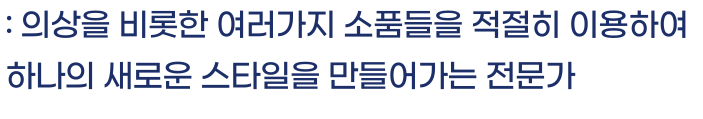 : 의상을 비롯한 여러가지 소품들을 적절히 이용하여
하나의 새로운 스타일을 만들어가는 전문가